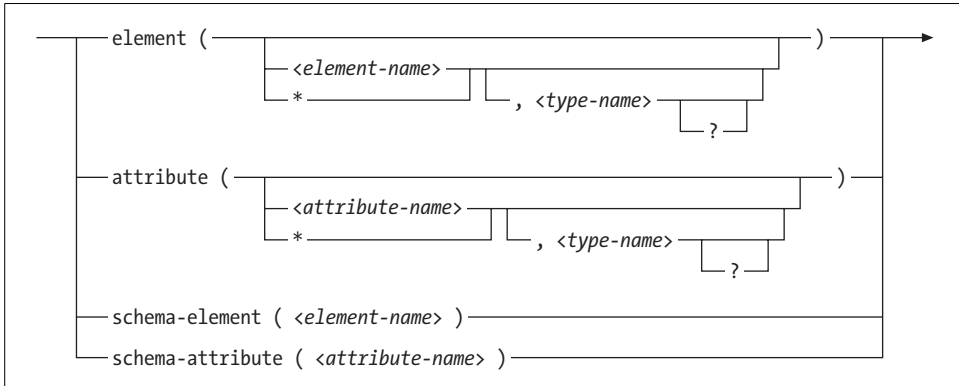 element ( )
<element-name>
* , <type-name>
?
attribute ( )
<attribute-name>
* , <type-name>
?
schema-element ( <element-name> )
schema-attribute ( <attribute-name> )